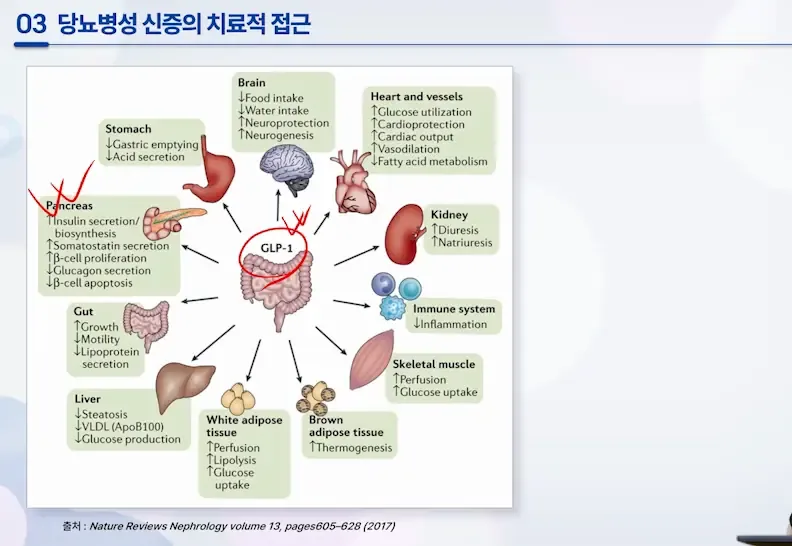 03 당뇨병성 신증의 치료적 접근
Brain
↓Food intake
↓Water intake
↑Neuroprotection
↑Neurogenesis
Heart and vessels
↑Glucose utilization
↑Cardioprotection
↑Cardiac output
↑Vasodilation
↓Fatty acid metabolism
Stomach
↓Gastric emptying
↓Acid secretion
Pancreas
↑Insulin secretion/
biosynthesis
↑Somatostatin secretion
↑β-cell proliferation
↓Glucagon secretion
↓β-cell apoptosis
GLP-1
Kidney
↑Diuresis
↑Natriuresis
Immune system
↓Inflammation
Gut
↑Growth
↓Motility
↓Lipoprotein
secretion
Skeletal muscle
↑Perfusion
↑Glucose uptake
Liver
↓Steatosis
↓VLDL (ApoB100)
↓Glucose production
White adipose
tissue
↑Perfusion
↑Lipolysis
↑Glucose
uptake
Brown
adipose tissue
↑Thermogenesis
출처 : Nature Reviews Nephrology volume 13, pages605–628 (2017)